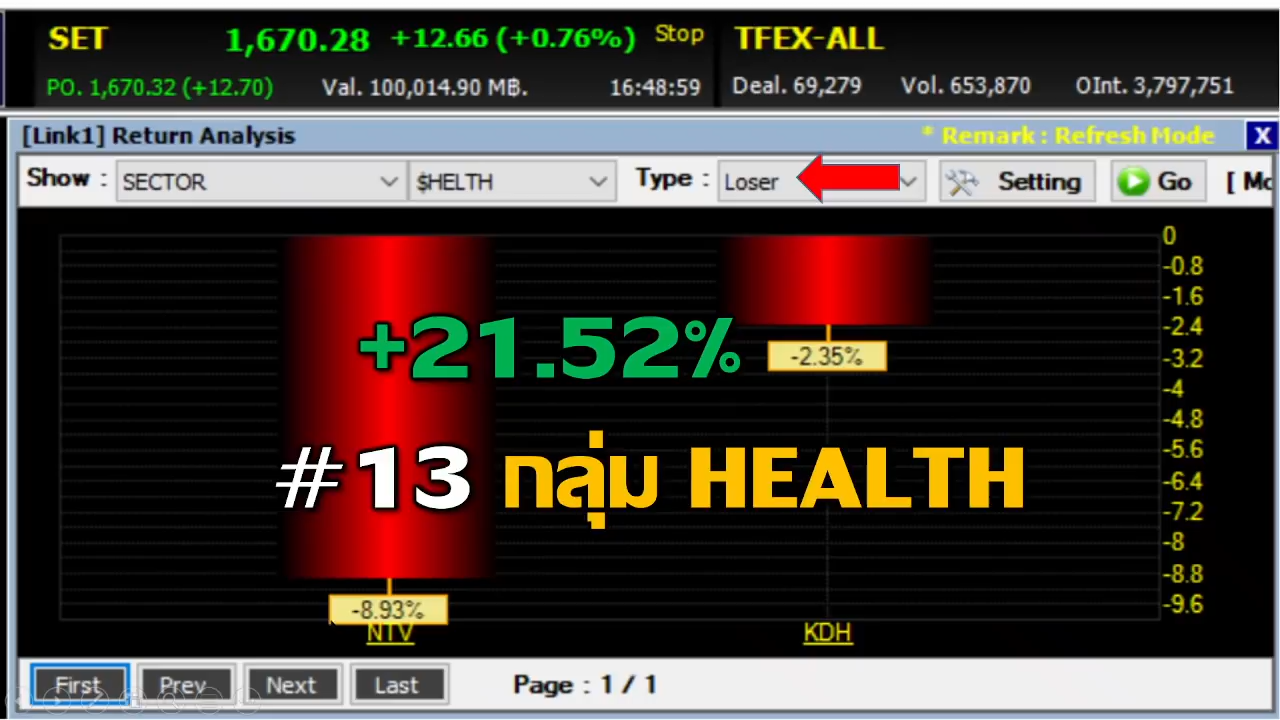 SET 1,670.28 +12.66 (+0.76%) Stop TFEX-ALL
PO. 1,670.32 (+12.70) Val. 100,014.90 M฿. 16:48:59 Deal. 69,279 Vol. 653,870 OInt. 3,797,751
[Link1] Return Analysis * Remark : Refresh Mode X
Show : SECTOR $HELTH Type : Loser Setting Go [ Mo
0
-0.8
-1.6
-2.4
-3.2
-4
-4.8
-5.6
-6.4
-7.2
-8
-8.8
-9.6
+21.52%
-2.35%
#13 กลุ่ม HEALTH
-8.93%
NTV KDH
First Prev Next Last Page : 1 / 1